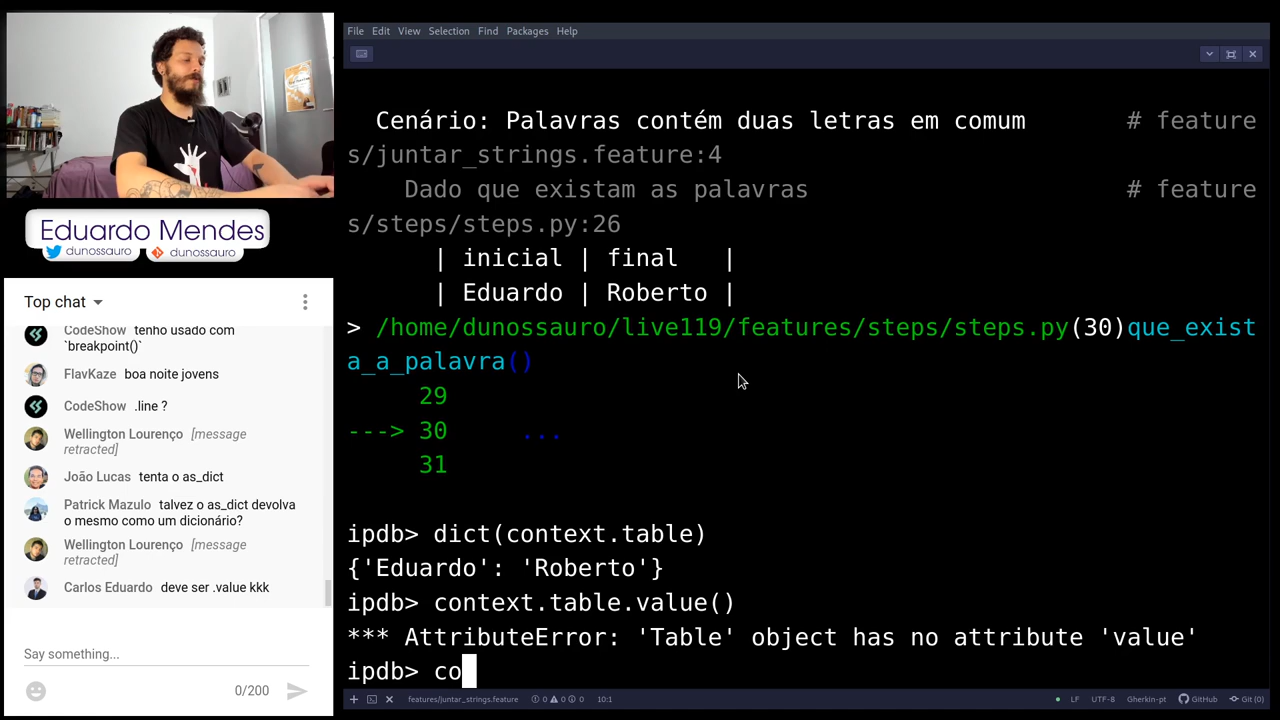 File Edit View Selection Find Packages Help
Cenário: Palavras contém duas letras em comum # feature
s/juntar_strings.feature:4
Dado que existam as palavras # feature
s/steps/steps.py:26
| inicial | final |
| Eduardo | Roberto |
> /home/dunossauro/live119/features/steps/steps.py(30)que_exist
a_a_palavra()
29
---> 30 ...
31
ipdb> dict(context.table)
{'Eduardo': 'Roberto'}
ipdb> context.table.value()
*** AttributeError: 'Table' object has no attribute 'value'
ipdb> co
features/juntar_strings.feature 0 0 0 10:1 LF UTF-8 Gherkin-pt GitHub Git (0)
Eduardo Mendes
dunossauro dunossauro
Top chat
CodeShow tenho usado com
`breakpoint()`
FlavKaze boa noite jovens
CodeShow .line ?
Wellington Lourenço [message
retracted]
João Lucas tenta o as_dict
Patrick Mazulo talvez o as_dict devolva
o mesmo como um dicionário?
Wellington Lourenço [message
retracted]
Carlos Eduardo deve ser .value kkk
Say something...
0/200